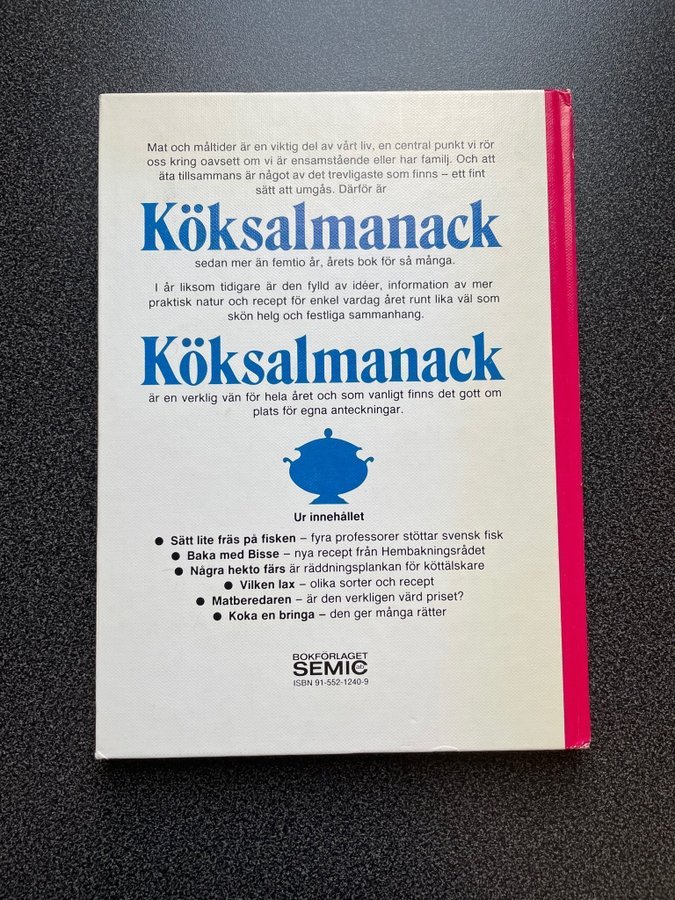 Mat och måltider är en viktig del av vårt liv, en central punkt vi rör
oss kring oavsett om vi är ensamstående eller har familj. Och att
äta tillsammans är något av det trevligaste som finns – ett fint
sätt att umgås. Därför är
Köksalmanack
sedan mer än femtio år, årets bok för så många.
I år liksom tidigare är den fylld av idéer, information av mer
praktisk natur och recept för enkel vardag året runt lika väl som
skön helg och festliga sammanhang.
Köksalmanack
är en verklig vän för hela året och som vanligt finns det gott om
plats för egna anteckningar.
Ur innehållet
● Sätt lite fräs på fisken – fyra professorer stöttar svensk fisk
● Baka med Bisse – nya recept från Hembakningsrådet
● Några hekto färs är räddningsplankan för köttälskare
● Vilken lax – olika sorter och recept
● Matberedaren – är den verkligen värd priset?
● Koka en bringa – den ger många rätter
BOKFÖRLAGET
SEMIC ab
ISBN 91-552-1240-9